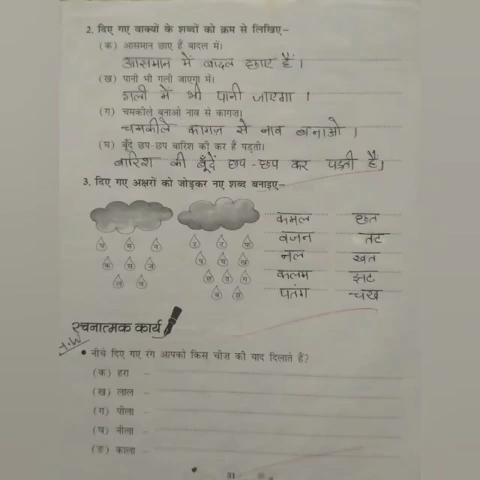 2. दिए गए वाक्यों के शब्दों को क्रम से लिखिए–
(क) आसमान छाए हैं बादल में।
आसमान में बादल छाए हैं।
(ख) पानी भी गली जाएगा में।
गली में भी पानी जाएगा ।
(ग) चमकीले बनाओ नाव से कागज़।
चमकीले कागज़ से नाव बनाओ ।
(घ) बूँदें छप-छप बारिश की कर हैं पड़ती।
बारिश की बूँदें छप-छप कर पड़ती हैं।
3. दिए गए अक्षरों को जोड़कर नए शब्द बनाइए–
कमल छत
वजन तट
नल खत
कलम झट
पतंग चख
रचनात्मक कार्य
H.W
• नीचे दिए गए रंग आपको किस चीज़ की याद दिलाते हैं?
(क) हरा –
(ख) लाल –
(ग) पीला –
(घ) नीला –
(ङ) काला –
31